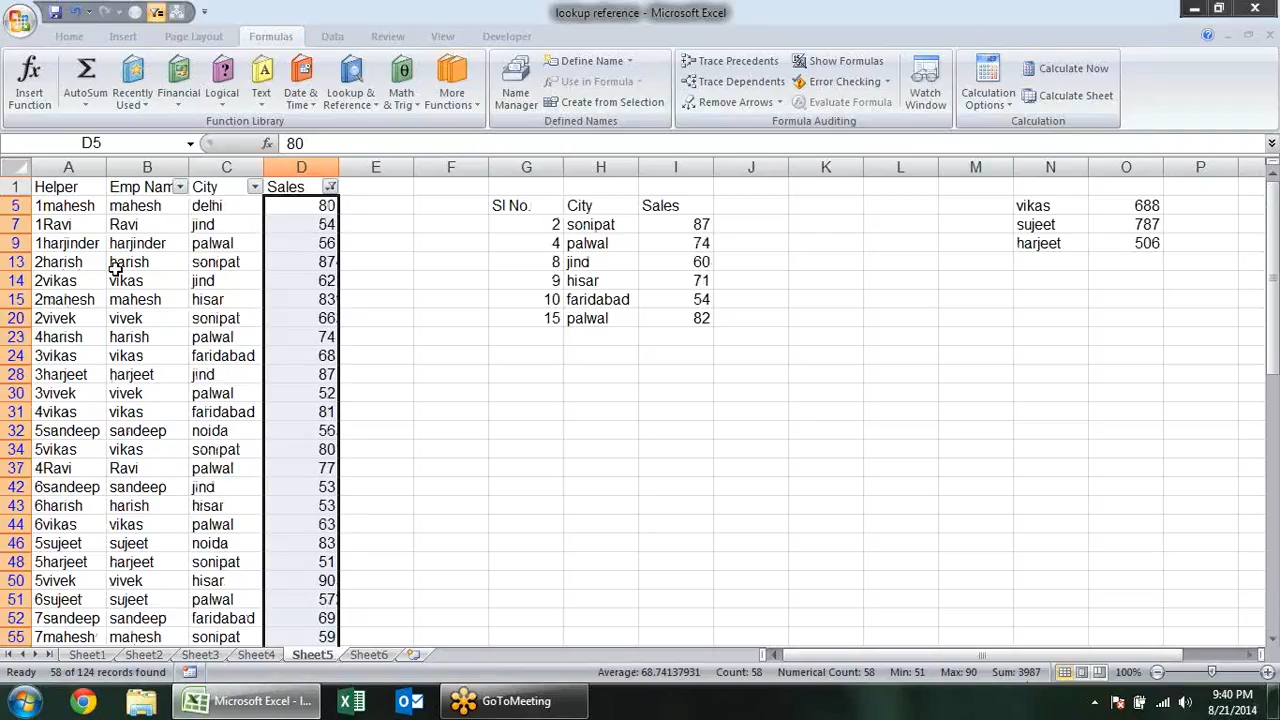 lookup reference - Microsoft Excel
Home Insert Page Layout Formulas Data Review View Developer
Insert Function
AutoSum
Recently Used
Financial
Logical
Text
Date & Time
Lookup & Reference
Math & Trig
More Functions
Function Library
Name Manager
Define Name
Use in Formula
Create from Selection
Defined Names
Trace Precedents
Trace Dependents
Remove Arrows
Show Formulas
Error Checking
Evaluate Formula
Formula Auditing
Watch Window
Calculation Options
Calculate Now
Calculate Sheet
Calculation
D5 fx 80
A B C D E F G H I J K L M N O P
1 Helper Emp Nam City Sales
5 1mahesh mahesh delhi 80 Sl No. City Sales vikas 688
7 1Ravi Ravi jind 54 2 sonipat 87 sujeet 787
9 1harjinder harjinder palwal 56 4 palwal 74 harjeet 506
13 2harish harish sonipat 87 8 jind 60
14 2vikas vikas jind 62 9 hisar 71
15 2mahesh mahesh hisar 83 10 faridabad 54
20 2vivek vivek sonipat 66 15 palwal 82
23 4harish harish palwal 74
24 3vikas vikas faridabad 68
28 3harjeet harjeet jind 87
30 3vivek vivek palwal 52
31 4vikas vikas faridabad 81
32 5sandeep sandeep noida 56
34 5vikas vikas sonipat 80
37 4Ravi Ravi palwal 77
42 6sandeep sandeep jind 53
43 6harish harish hisar 53
44 6vikas vikas palwal 63
46 5sujeet sujeet noida 83
48 5harjeet harjeet sonipat 51
50 5vivek vivek hisar 90
51 6sujeet sujeet palwal 57
52 7sandeep sandeep faridabad 69
55 7mahesh mahesh sonipat 59
Sheet1 Sheet2 Sheet3 Sheet4 Sheet5 Sheet6
Ready 58 of 124 records found Average: 68.74137931 Count: 58 Numerical Count: 58 Min: 51 Max: 90 Sum: 3987 100%
Microsoft Excel - l... GoToMeeting
9:40 PM
8/21/2014